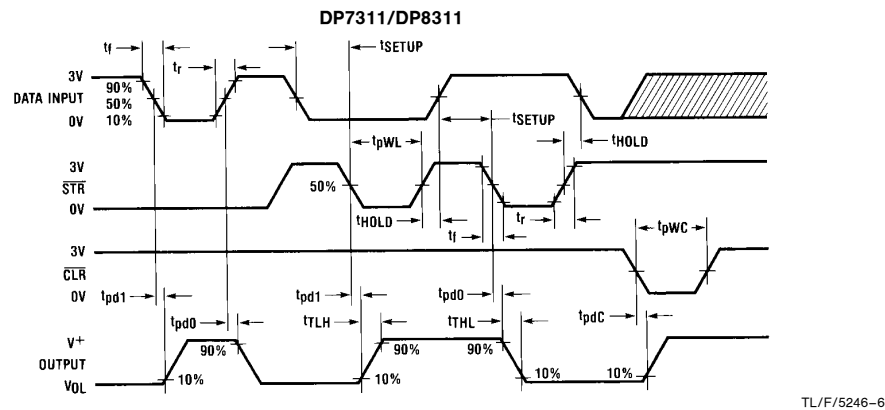 DP7311/DP8311
tf
tr
tSETUP
3V
90%
DATA INPUT
50%
0V
10%
tpWL
tSETUP
tHOLD
3V
STR
50%
0V
tHOLD
tf
tr
tpWC
3V
CLR
0V
tpd1
tpd0
tpd1
tTLH
tpd0
tTHL
tpdC
V+
90%
90%
90%
OUTPUT
10%
10%
10%
10%
VOL
TL/F/5246–6